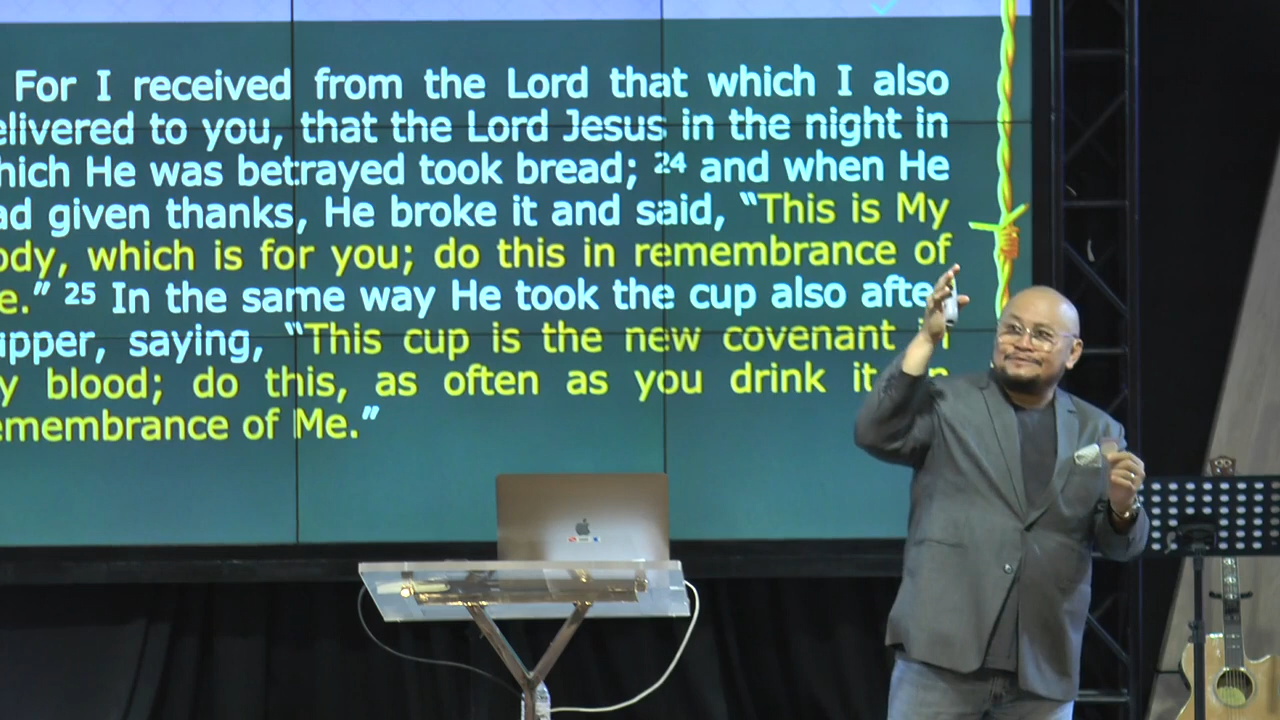 For I received from the Lord that which I also
elivered to you, that the Lord Jesus in the night in
hich He was betrayed took bread; 24 and when He
ad given thanks, He broke it and said, “This is My
ody, which is for you; do this in remembrance of
e.” 25 In the same way He took the cup also afte
upper, saying, “This cup is the new covenant
y blood; do this, as often as you drink it
emembrance of Me.”